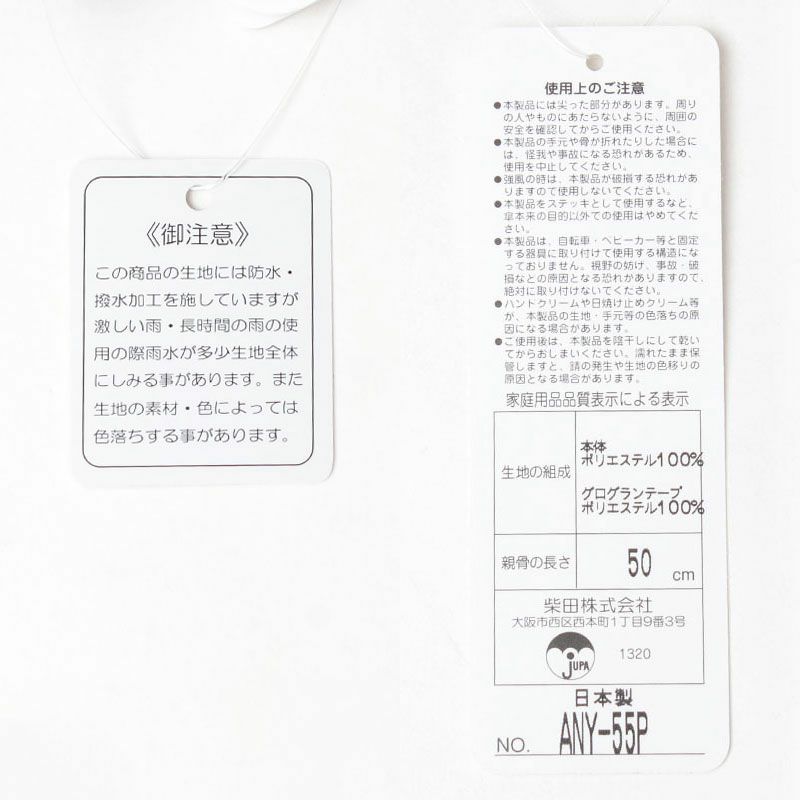 《御注意》
この商品の生地には防水・
撥水加工を施していますが
激しい雨・長時間の雨の使
用の際雨水が多少生地全体
にしみる事があります。また
生地の素材・色によっては
色落ちする事があります。
使用上のご注意
●本製品には尖った部分があります。周り
の人やものにあたらないように、周囲の
安全を確認してからご使用ください。
●本製品の手元や骨が折れたりした場合に
は、怪我や事故になる恐れがあるため、
使用を中止してください。
●強風の時は、本製品が破損する恐れがあ
りますので使用しないでください。
●本製品をステッキとして使用するなど、
傘本来の目的以外での使用はやめてくだ
さい。
●本製品は、自転車・ベビーカー等と固定
する器具に取り付けて使用する構造にな
っておりません。視野の妨げ、事故・破
損などの原因となる恐れがありますので、
絶対に取り付けないでください。
●ハンドクリームや日焼け止めクリーム等
が、本製品の生地・手元等の色落ちの原
因になる場合があります。
●ご使用後は、本製品を陰干しにして乾い
てからおしまいください。濡れたまま保
管しますと、錆の発生や生地の色移りの
原因となる場合があります。
家庭用品品質表示による表示
生地の組成
本体
ポリエステル100%
グログランテープ
ポリエステル100%
親骨の長さ
50 cm
柴田株式会社
大阪市西区西本町1丁目9番3号
JUPA
1320
日本製
NO. ANY-55P